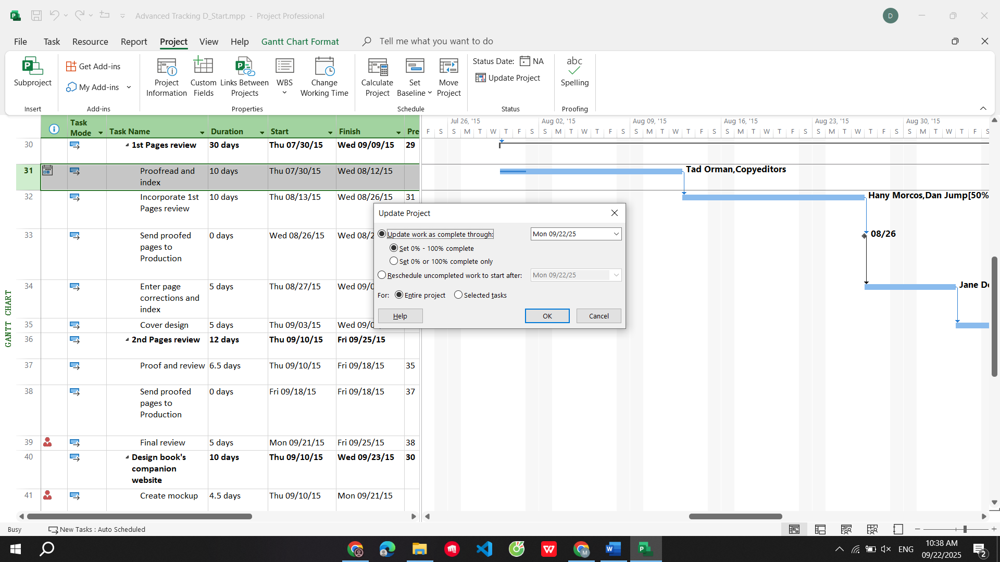 Advanced Tracking D_Start.mpp - Project Professional
D
File Task Resource Report Project View Help Gantt Chart Format Tell me what you want to do
Subproject
Insert
Get Add-ins
My Add-ins
Add-ins
Project Information
Custom Fields
Links Between Projects
WBS
Change Working Time
Properties
Calculate Project
Set Baseline
Move Project
Schedule
Status Date: NA
Update Project
Status
abc
Spelling
Proofing
Task Mode Task Name Duration Start Finish Pre
Jul 26, '15 Aug 02, '15 Aug 09, '15 Aug 16, '15 Aug 23, '15 Aug 30, '15
F S S M T W T F S S M T W T F S S M T W T F S S M T W T F S S M T W T F S S M T W T F S
30 1st Pages review 30 days Thu 07/30/15 Wed 09/09/15 29
31 Proofread and index 10 days Thu 07/30/15 Wed 08/12/15
Tad Orman,Copyeditors
32 Incorporate 1st Pages review 10 days Thu 08/13/15 Wed 08/26/15 31
Hany Morcos,Dan Jump[50%
33 Send proofed pages to Production 0 days Wed 08/26/15 Wed 08/2
08/26
34 Enter page corrections and index 5 days Thu 08/27/15 Wed 09/0
Jane D
35 Cover design 5 days Thu 09/03/15 Wed 09/0
36 2nd Pages review 12 days Thu 09/10/15 Fri 09/25/15
37 Proof and review 6.5 days Thu 09/10/15 Fri 09/18/15 35
38 Send proofed pages to Production 0 days Fri 09/18/15 Fri 09/18/15 37
39 Final review 5 days Mon 09/21/15 Fri 09/25/15 38
40 Design book's companion website 10 days Thu 09/10/15 Wed 09/23/15 30
41 Create mockup 4.5 days Thu 09/10/15 Mon 09/21/15
GANTT CHART
Update Project
Update work as complete through: Mon 09/22/25
Set 0% - 100% complete
Set 0% or 100% complete only
Reschedule uncompleted work to start after: Mon 09/22/25
For: Entire project Selected tasks
Help OK Cancel
Busy New Tasks : Auto Scheduled
ENG
10:38 AM
09/22/2025
2